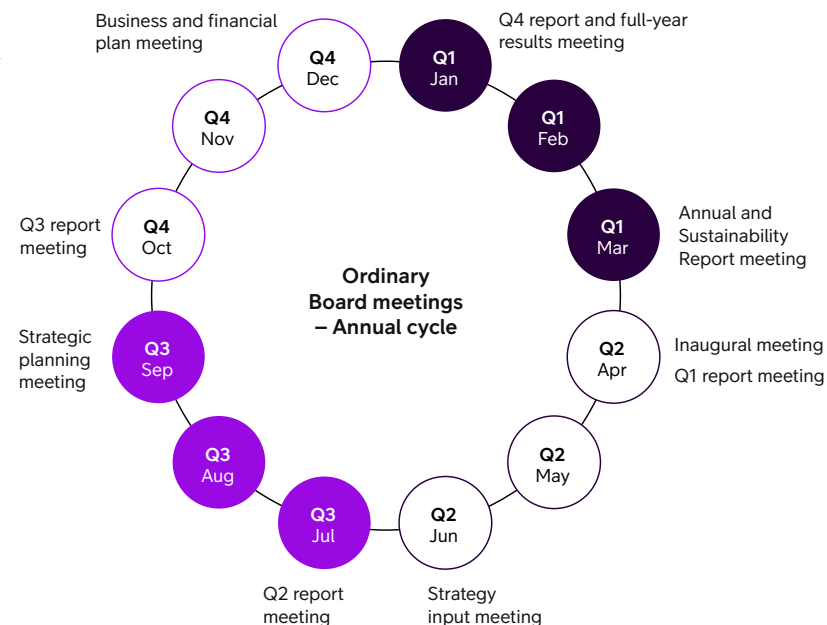 Business and financial
plan meeting
Q4 report and full-year
results meeting
Q4
Dec
Q1
Jan
Q4
Nov
Q1
Feb
Q3 report
meeting
Q4
Oct
Q1
Mar
Annual and
Sustainability
Report meeting
Ordinary
Board meetings
– Annual cycle
Strategic
planning
meeting
Q3
Sep
Q2
Apr
Inaugural meeting
Q1 report meeting
Q3
Aug
Q2
May
Q3
Jul
Q2
Jun
Q2 report
meeting
Strategy
input meeting